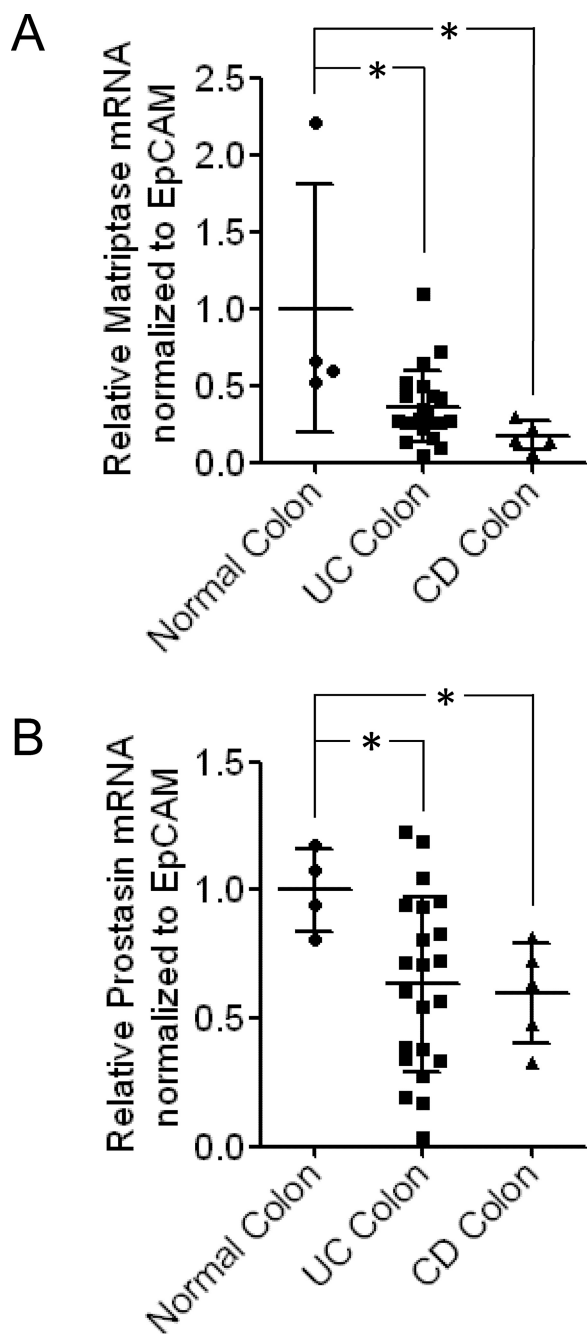 A
Relative Matriptase mRNA
normalized to EpCAM
2.5
2.0
1.5
1.0
0.5
0.0
*
*
Normal Colon
UC Colon
CD Colon
B
Relative Prostasin mRNA
normalized to EpCAM
1.5
1.0
0.5
0.0
*
*
Normal Colon
UC Colon
CD Colon